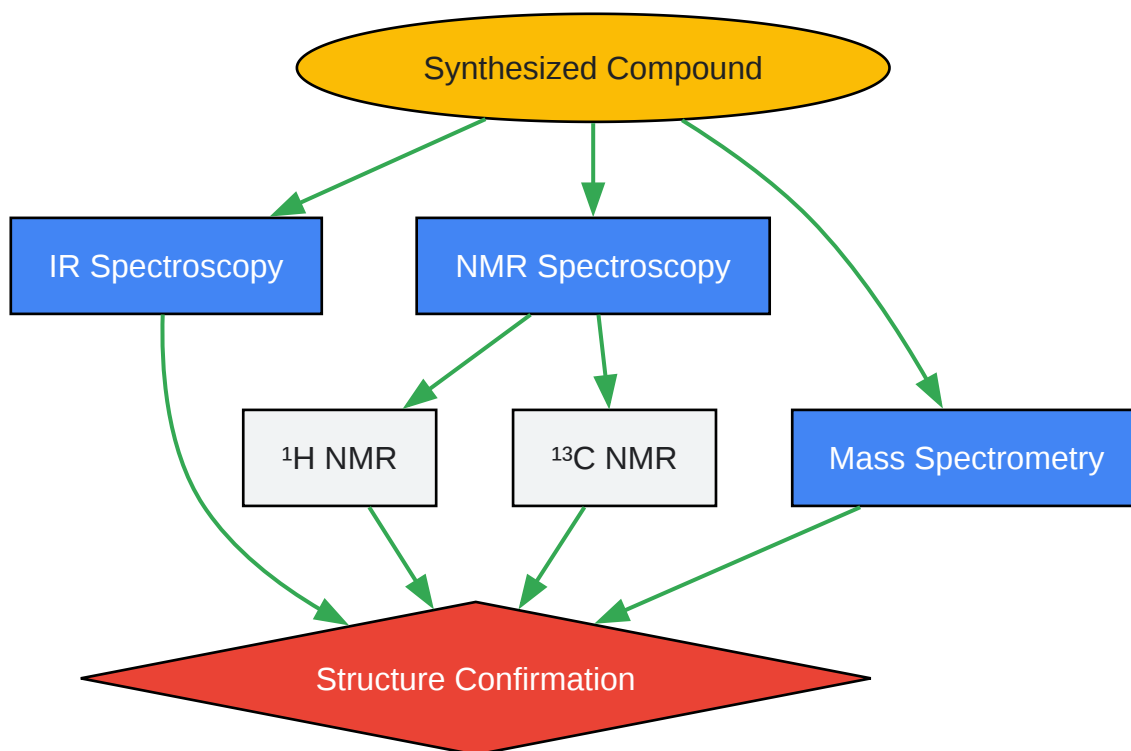 Synthesized Compound
IR Spectroscopy
NMR Spectroscopy
¹H NMR
¹³C NMR
Mass Spectrometry
Structure Confirmation